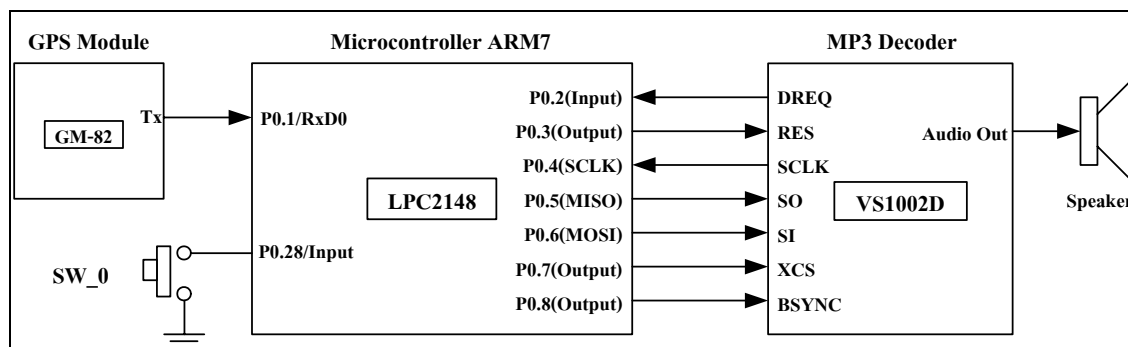 GPS Module
Microcontroller ARM7
MP3 Decoder
GM-82
Tx
P0.1/RxD0
P0.28/Input
SW_0
LPC2148
P0.2(Input)
P0.3(Output)
P0.4(SCLK)
P0.5(MISO)
P0.6(MOSI)
P0.7(Output)
P0.8(Output)
DREQ
RES
SCLK
SO
SI
XCS
BSYNC
VS1002D
Audio Out
Speaker